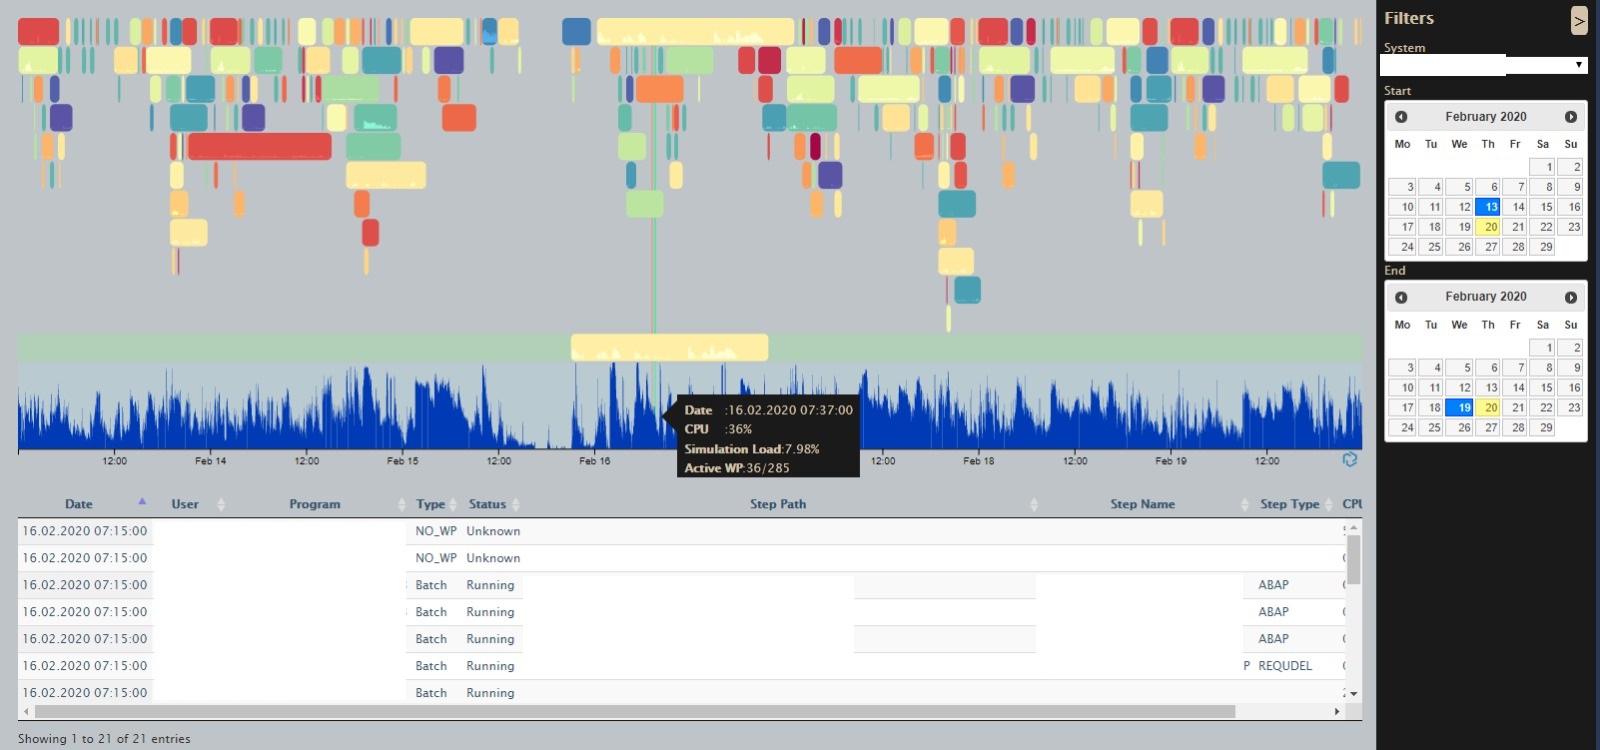 Filters
>
System
Start
February 2020
Mo Tu We Th Fr Sa Su
1 2
3 4 5 6 7 8 9
10 11 12 13 14 15 16
17 18 19 20 21 22 23
24 25 26 27 28 29
End
February 2020
Mo Tu We Th Fr Sa Su
1 2
3 4 5 6 7 8 9
10 11 12 13 14 15 16
17 18 19 20 21 22 23
24 25 26 27 28 29
Date :16.02.2020 07:37:00
CPU :36%
Simulation Load:7.98%
Active WP:36/285
12:00 Feb 14 12:00 Feb 15 12:00 Feb 16 12:00 Feb 18 12:00 Feb 19 12:00
Date User Program Type Status Step Path Step Name Step Type CPU
16.02.2020 07:15:00 NO_WP Unknown
16.02.2020 07:15:00 NO_WP Unknown
16.02.2020 07:15:00 Batch Running ABAP
16.02.2020 07:15:00 Batch Running ABAP
16.02.2020 07:15:00 Batch Running ABAP
16.02.2020 07:15:00 Batch Running P REQUDEL
16.02.2020 07:15:00 Batch Running
Showing 1 to 21 of 21 entries